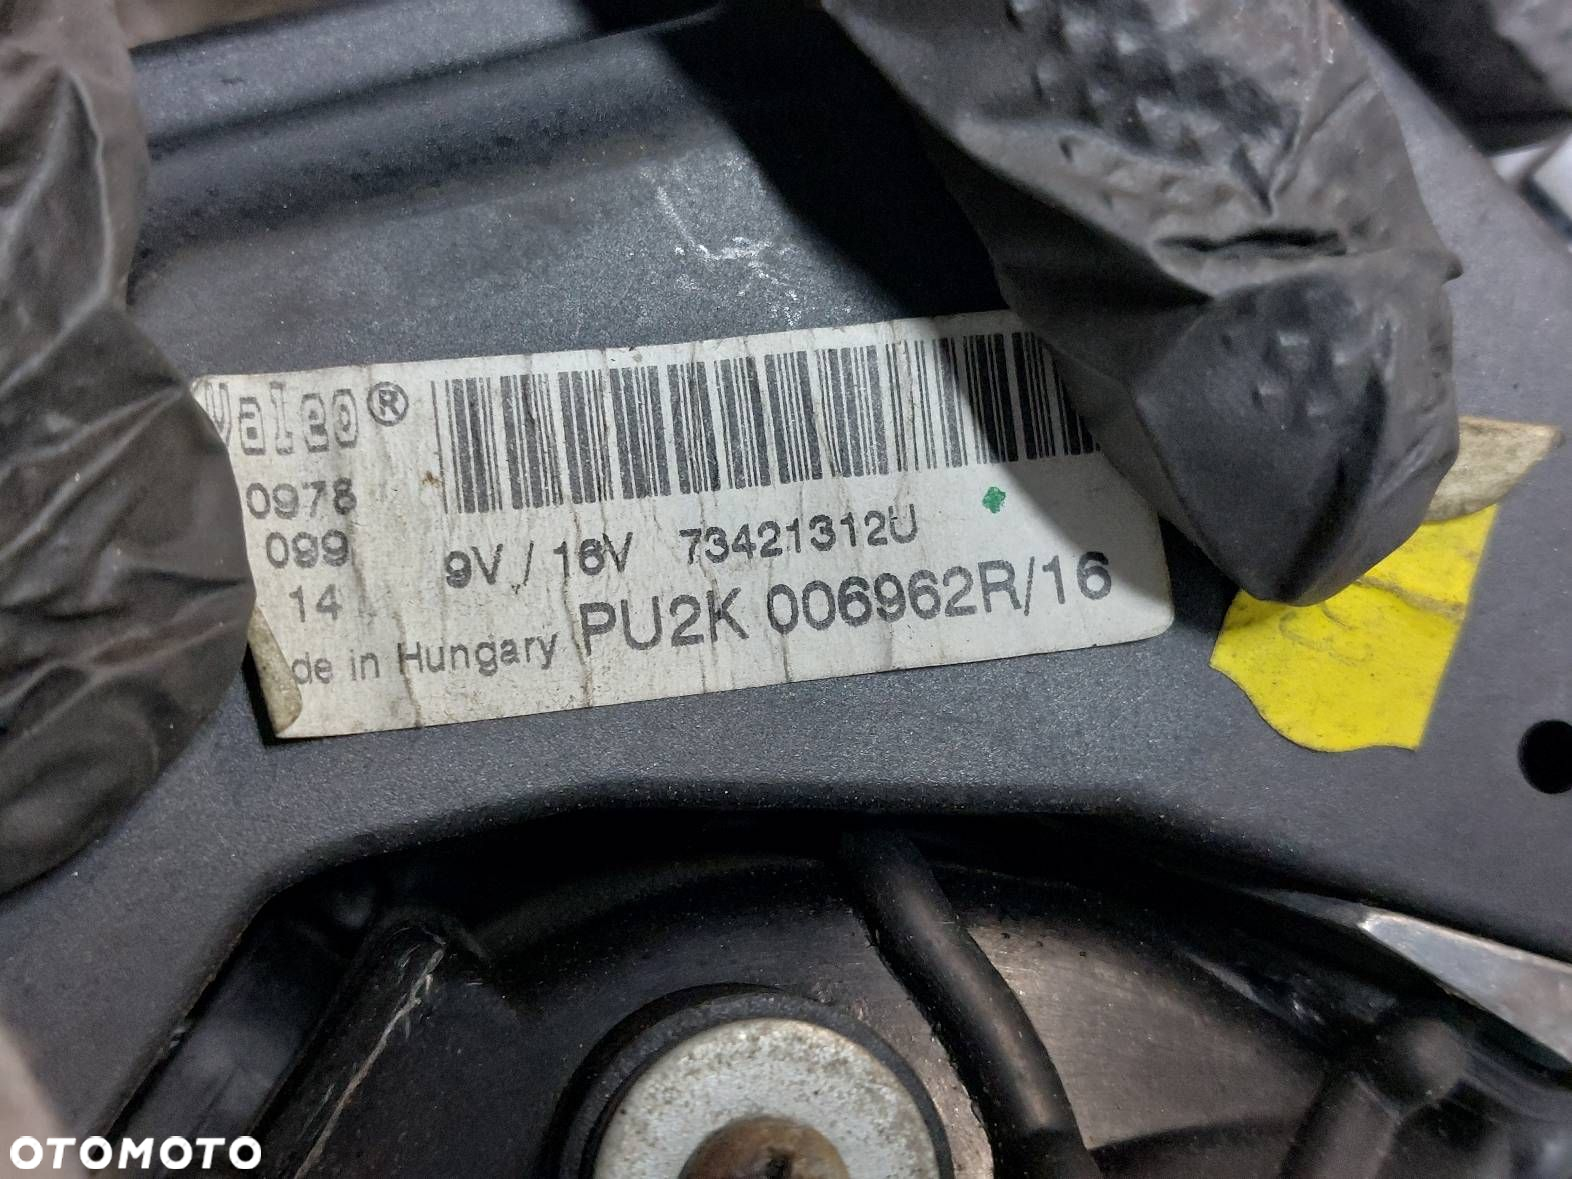 Valeo®
0978
099
14
9V / 16V 73421312U
PU2K 006962R/16
de in Hungary
OTOMOTO